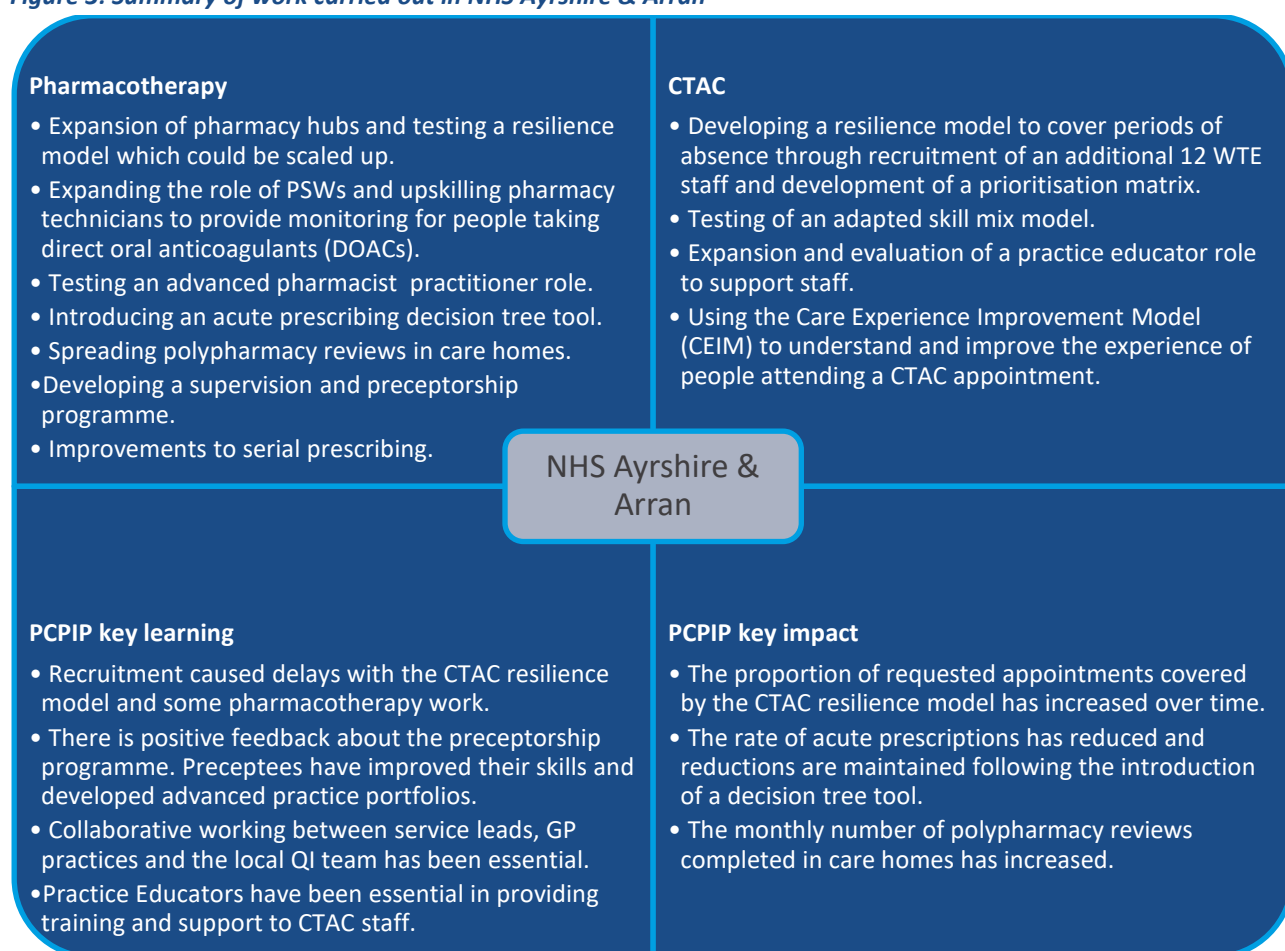 Figure 5: Summary of work carried out in NHS Ayrshire & Arran
Pharmacotherapy
• Expansion of pharmacy hubs and testing a resilience
model which could be scaled up.
• Expanding the role of PSWs and upskilling pharmacy
technicians to provide monitoring for people taking
direct oral anticoagulants (DOACs).
• Testing an advanced pharmacist practitioner role.
• Introducing an acute prescribing decision tree tool.
• Spreading polypharmacy reviews in care homes.
•Developing a supervision and preceptorship
programme.
• Improvements to serial prescribing.
CTAC
• Developing a resilience model to cover periods of
absence through recruitment of an additional 12 WTE
staff and development of a prioritisation matrix.
• Testing of an adapted skill mix model.
• Expansion and evaluation of a practice educator role
to support staff.
• Using the Care Experience Improvement Model
(CEIM) to understand and improve the experience of
people attending a CTAC appointment.
NHS Ayrshire &
Arran
PCPIP key learning
• Recruitment caused delays with the CTAC resilience
model and some pharmacotherapy work.
• There is positive feedback about the preceptorship
programme. Preceptees have improved their skills and
developed advanced practice portfolios.
• Collaborative working between service leads, GP
practices and the local QI team has been essential.
•Practice Educators have been essential in providing
training and support to CTAC staff.
PCPIP key impact
• The proportion of requested appointments covered
by the CTAC resilience model has increased over time.
• The rate of acute prescriptions has reduced and
reductions are maintained following the introduction
of a decision tree tool.
• The monthly number of polypharmacy reviews
completed in care homes has increased.